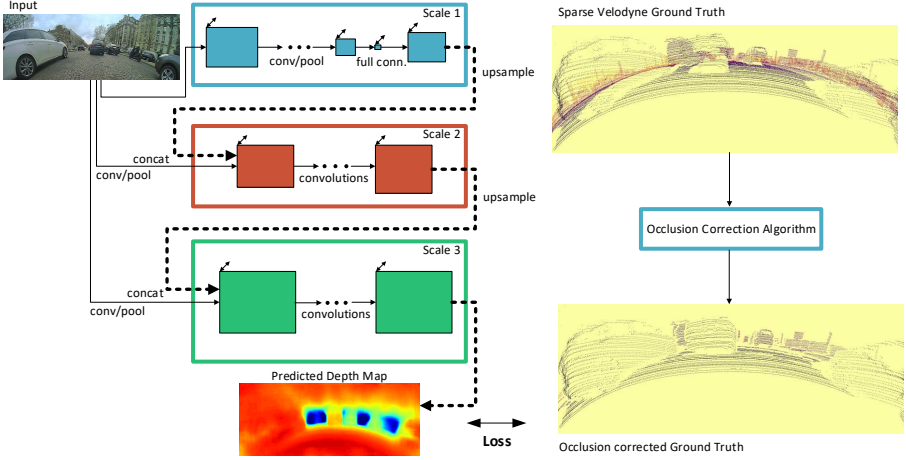 Input
Scale 1
conv/pool
full conn.
upsample
Scale 2
concat
conv/pool
convolutions
upsample
Scale 3
concat
conv/pool
convolutions
Predicted Depth Map
Loss
Sparse Velodyne Ground Truth
Occlusion Correction Algorithm
Occlusion corrected Ground Truth